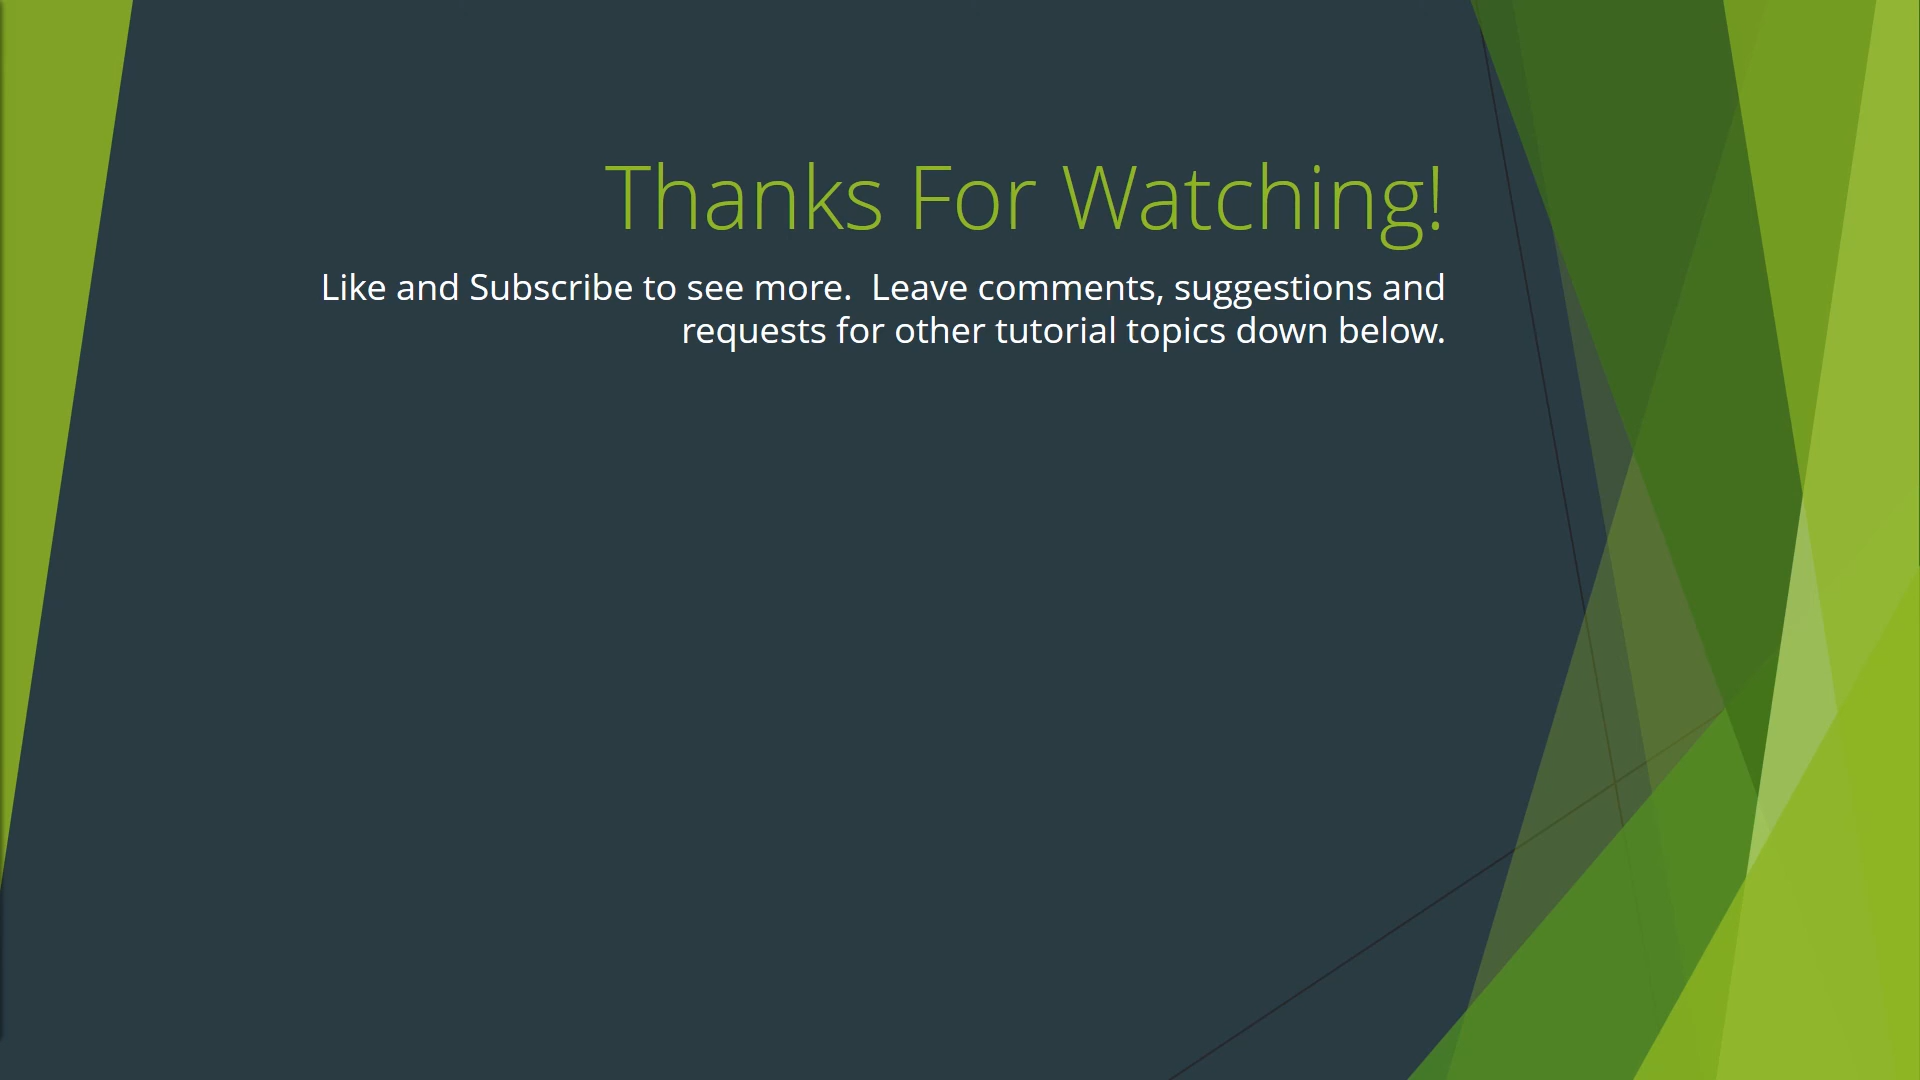 Thanks For Watching!
Like and Subscribe to see more.  Leave comments, suggestions and
requests for other tutorial topics down below.